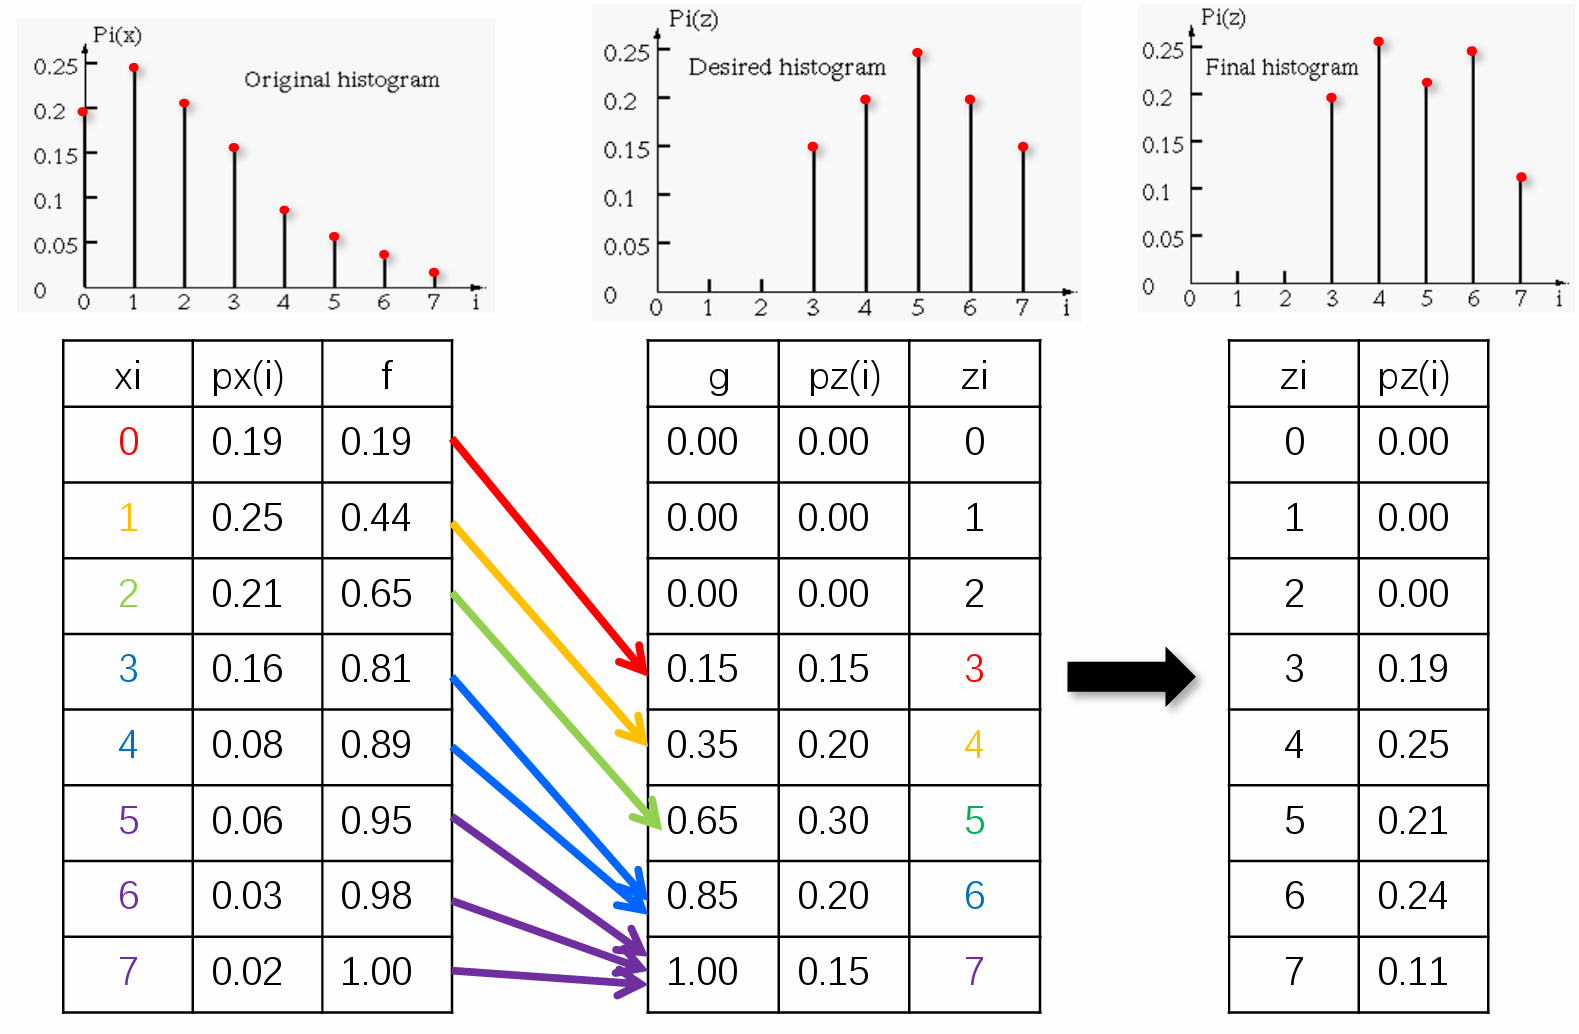 Pi(x)
Original histogram
0.25
0.2
0.15
0.1
0.05
0
0 1 2 3 4 5 6 7 i
Pi(z)
Desired histogram
0.25
0.2
0.15
0.1
0.05
0
0 1 2 3 4 5 6 7 i
Pi(z)
Final histogram
0.25
0.2
0.15
0.1
0.05
0
0 1 2 3 4 5 6 7 i
xi px(i) f
0 0.19 0.19
1 0.25 0.44
2 0.21 0.65
3 0.16 0.81
4 0.08 0.89
5 0.06 0.95
6 0.03 0.98
7 0.02 1.00
g pz(i) zi
0.00 0.00 0
0.00 0.00 1
0.00 0.00 2
0.15 0.15 3
0.35 0.20 4
0.65 0.30 5
0.85 0.20 6
1.00 0.15 7
zi pz(i)
0 0.00
1 0.00
2 0.00
3 0.19
4 0.25
5 0.21
6 0.24
7 0.11